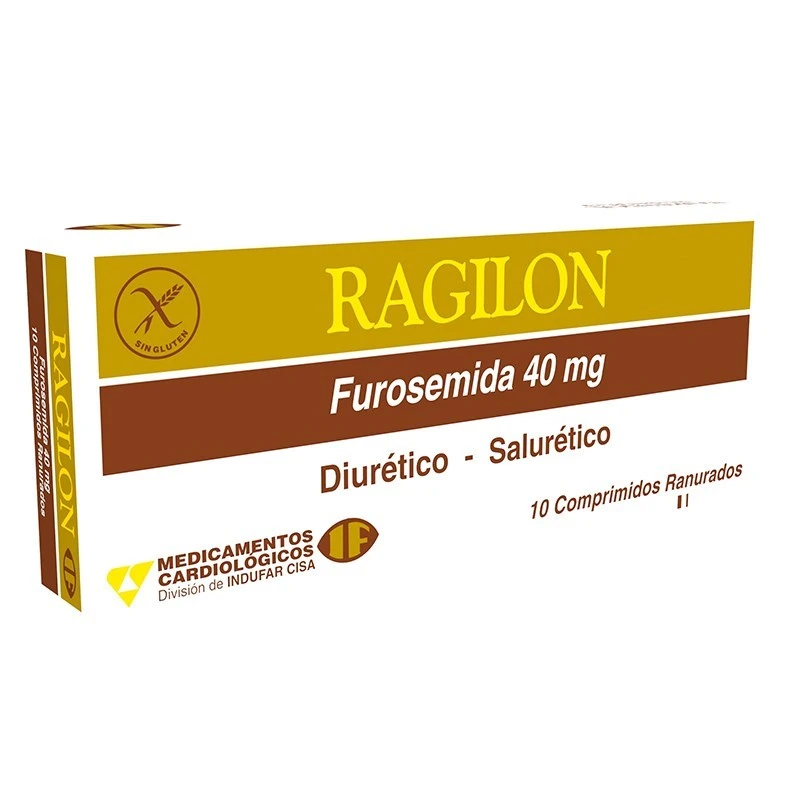 RAGILON
SIN GLUTEN
Furosemida 40 mg
Diurético - Salurético
10 Comprimidos Ranurados
MEDICAMENTOS
CARDIOLÓGICOS
División de INDUFAR CISA
IF
RAGILON
Furosemida 40 mg
10 Comprimidos Ranurados
IF